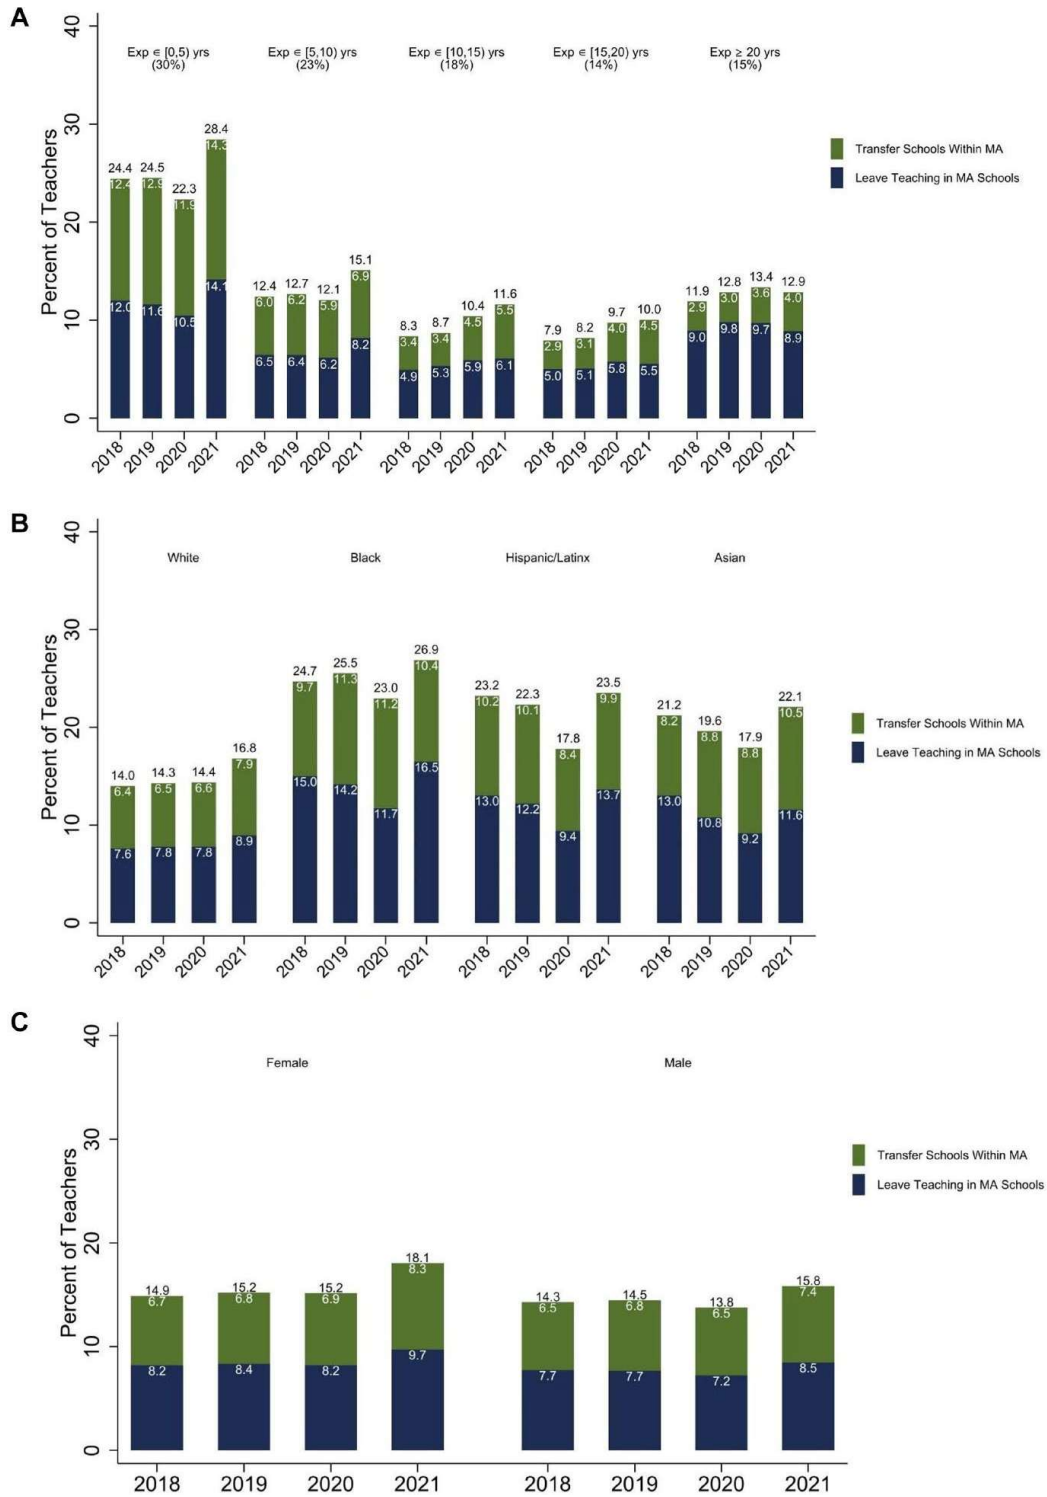 A
Percent of Teachers
40
30
20
10
0
Exp ∈ [0,5) yrs
(30%)
Exp ∈ [5,10) yrs
(23%)
Exp ∈ [10,15) yrs
(18%)
Exp ∈ [15,20) yrs
(14%)
Exp ≥ 20 yrs
(15%)
24.4 24.5 22.3 28.4
12.4 12.9 11.9 14.3
12.0 11.6 10.5 14.1
12.4 12.7 12.1 15.1
6.0 6.2 5.9 6.9
6.5 6.4 6.2 8.2
8.3 8.7 10.4 11.6
3.4 3.4 4.5 5.5
4.9 5.3 5.9 6.1
7.9 8.2 9.7 10.0
2.9 3.1 4.0 4.5
5.0 5.1 5.8 5.5
11.9 12.8 13.4 12.9
2.9 3.0 3.6 4.0
9.0 9.8 9.7 8.9
2018 2019 2020 2021 2018 2019 2020 2021 2018 2019 2020 2021 2018 2019 2020 2021 2018 2019 2020 2021
Transfer Schools Within MA
Leave Teaching in MA Schools
B
Percent of Teachers
40
30
20
10
0
White
Black
Hispanic/Latinx
Asian
14.0 14.3 14.4 16.8
6.4 6.5 6.6 7.9
7.6 7.8 7.8 8.9
24.7 25.5 23.0 26.9
9.7 11.3 11.2 10.4
15.0 14.2 11.7 16.5
23.2 22.3 17.8 23.5
10.2 10.1 8.4 9.9
13.0 12.2 9.4 13.7
21.2 19.6 17.9 22.1
8.2 8.8 8.8 10.5
13.0 10.8 9.2 11.6
2018 2019 2020 2021 2018 2019 2020 2021 2018 2019 2020 2021 2018 2019 2020 2021
Transfer Schools Within MA
Leave Teaching in MA Schools
C
Percent of Teachers
40
30
20
10
0
Female
Male
14.9 15.2 15.2 18.1
6.7 6.8 6.9 8.3
8.2 8.4 8.2 9.7
14.3 14.5 13.8 15.8
6.5 6.8 6.5 7.4
7.7 7.7 7.2 8.5
2018 2019 2020 2021 2018 2019 2020 2021
Transfer Schools Within MA
Leave Teaching in MA Schools